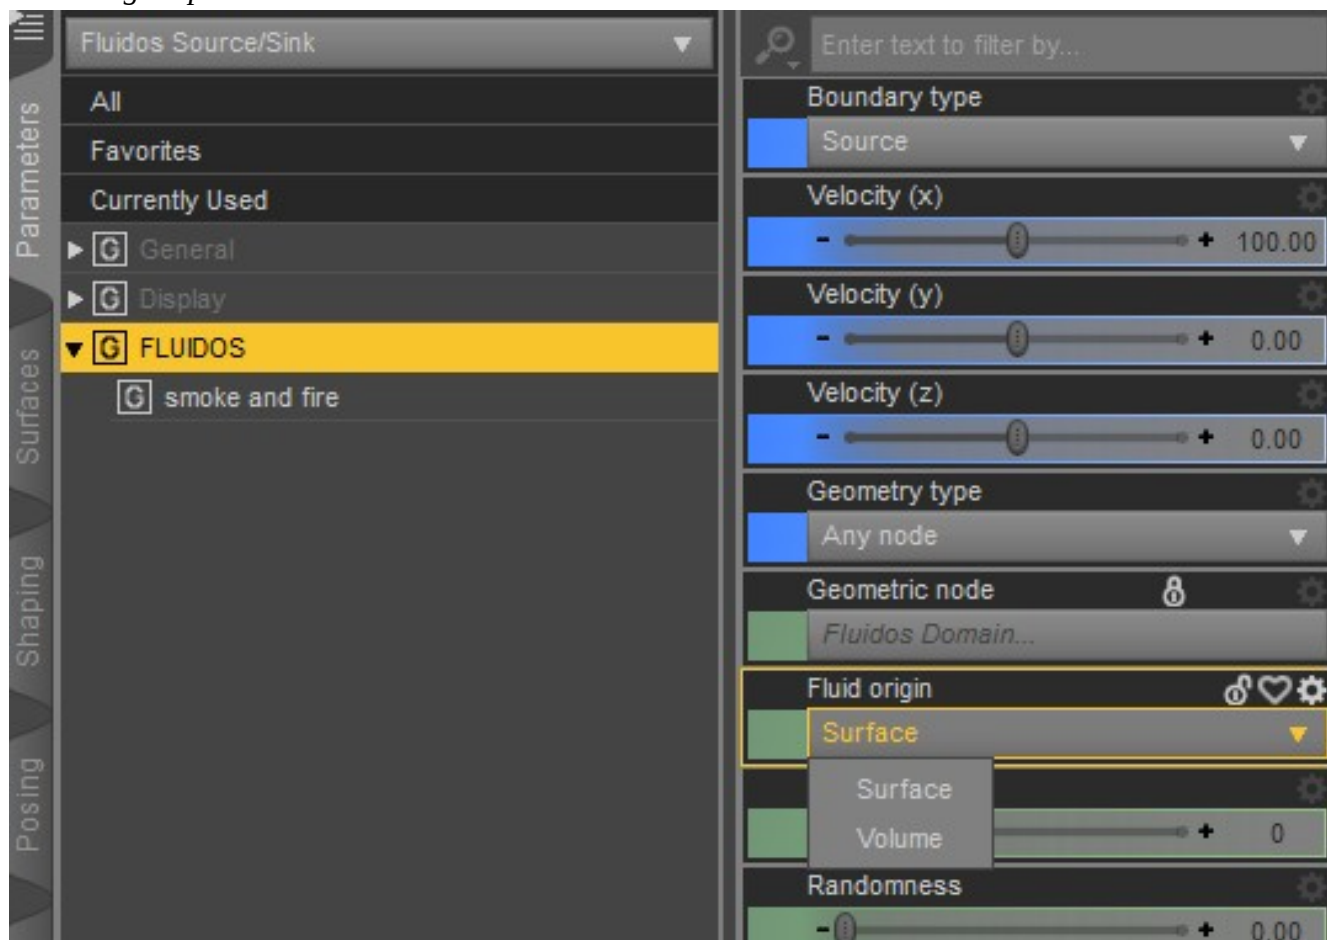 Fluidos Source/Sink
All
Favorites
Currently Used
G General
G Display
G FLUIDOS
G smoke and fire
Parameters
Surfaces
Shaping
Posing
Enter text to filter by...
Boundary type
Source
Velocity (x)
- + 100.00
Velocity (y)
- + 0.00
Velocity (z)
- + 0.00
Geometry type
Any node
Geometric node
Fluidos Domain...
Fluid origin
Surface
Surface
Volume
+ 0
Randomness
- + 0.00